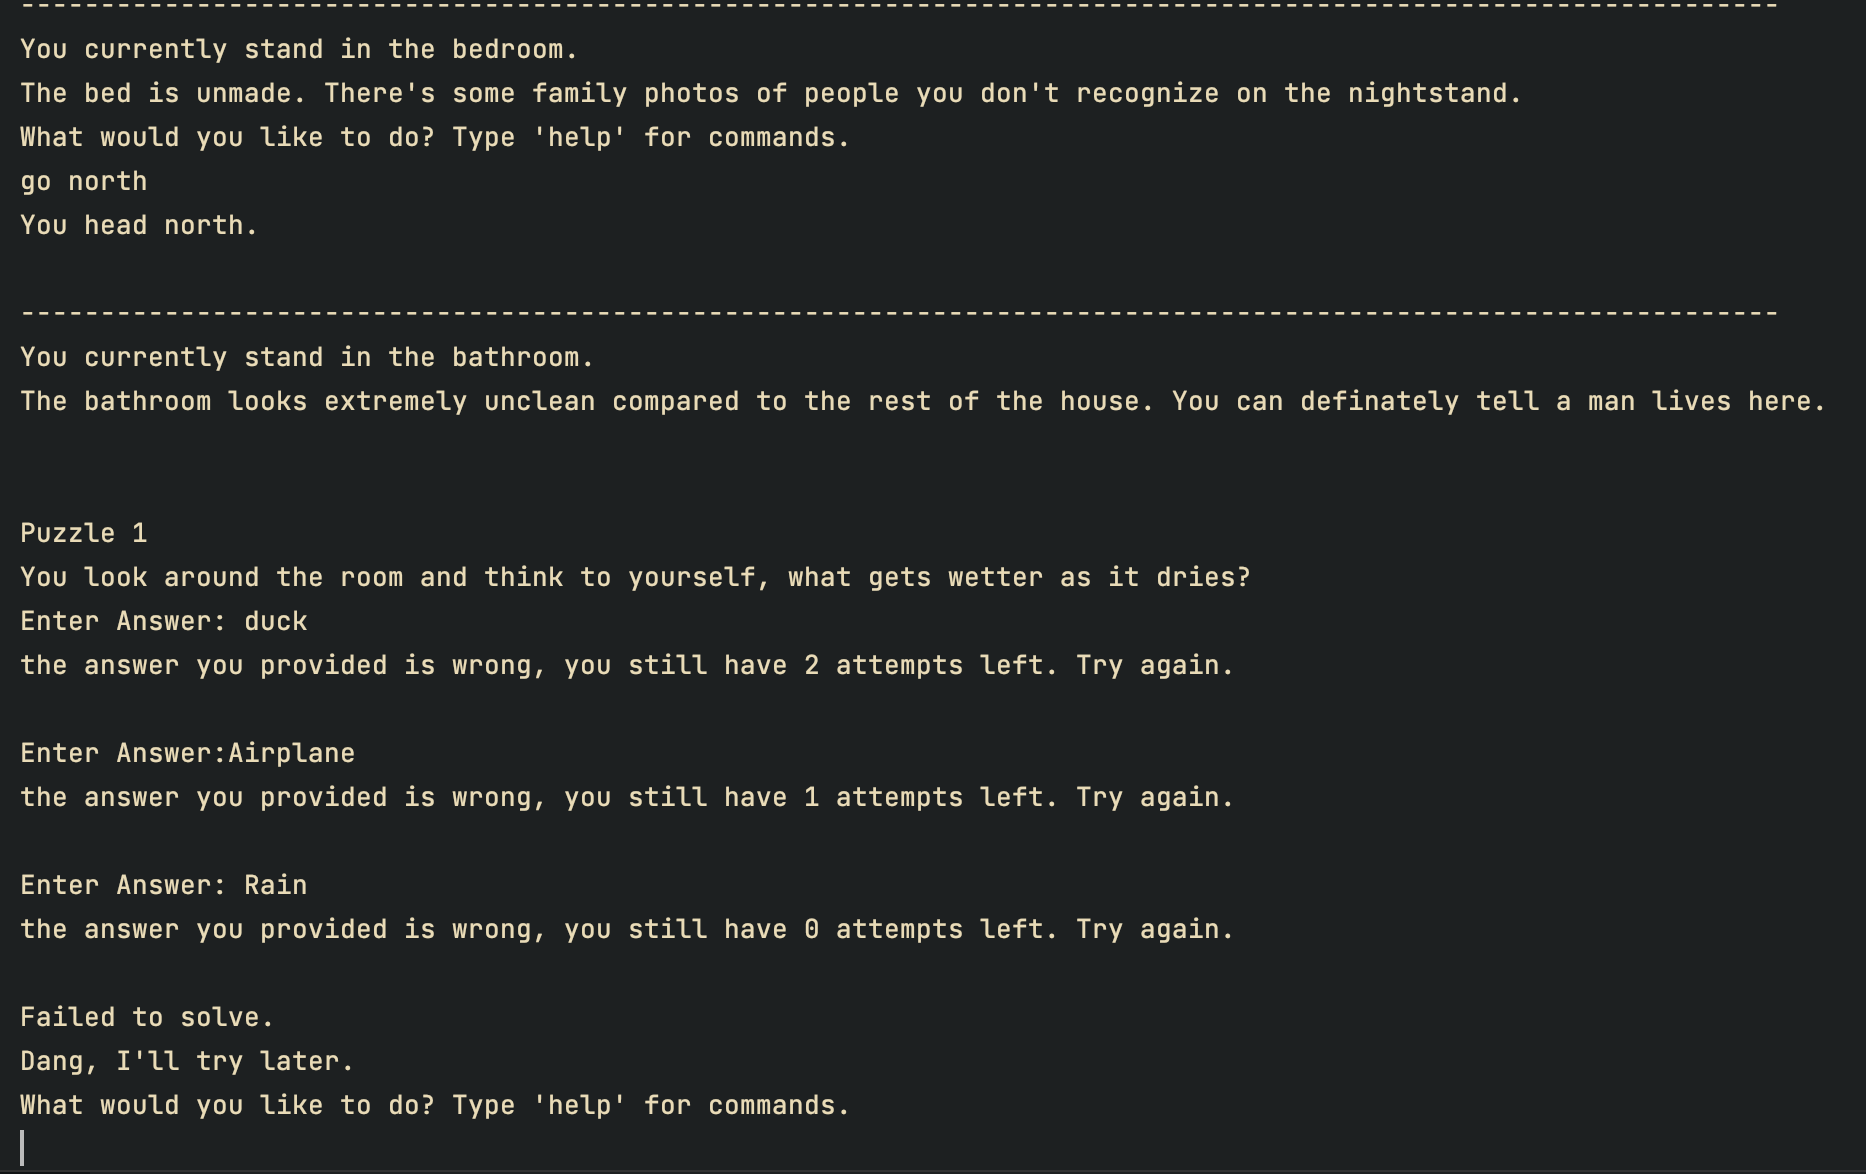 --------------------------------------------------------------------------------------------------------------
You currently stand in the bedroom.
The bed is unmade. There's some family photos of people you don't recognize on the nightstand.
What would you like to do? Type 'help' for commands.
go north
You head north.
--------------------------------------------------------------------------------------------------------------
You currently stand in the bathroom.
The bathroom looks extremely unclean compared to the rest of the house. You can definately tell a man lives here.
Puzzle 1
You look around the room and think to yourself, what gets wetter as it dries?
Enter Answer: duck
the answer you provided is wrong, you still have 2 attempts left. Try again.
Enter Answer:Airplane
the answer you provided is wrong, you still have 1 attempts left. Try again.
Enter Answer: Rain
the answer you provided is wrong, you still have 0 attempts left. Try again.
Failed to solve.
Dang, I'll try later.
What would you like to do? Type 'help' for commands.